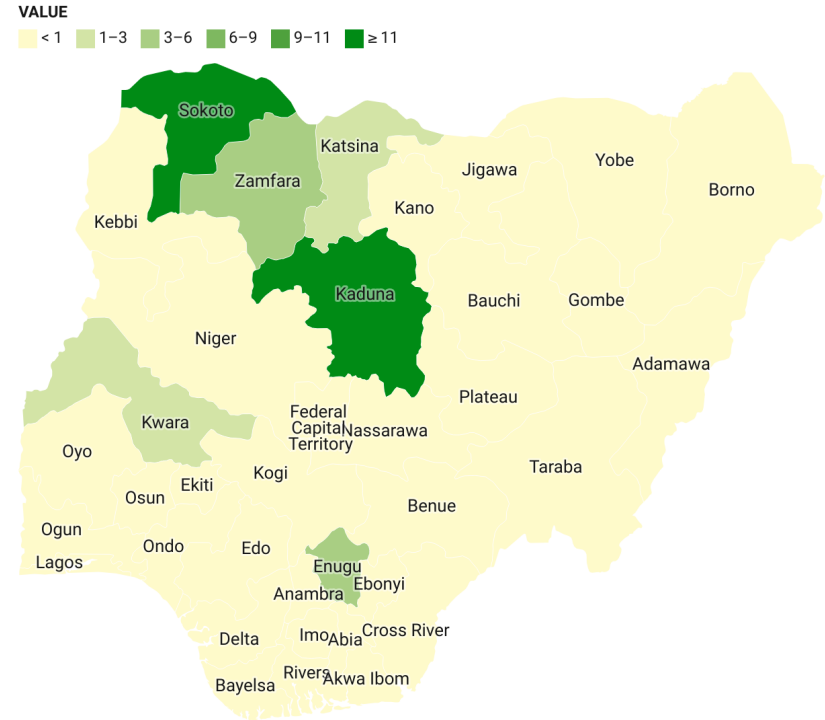 VALUE
< 1
1–3
3–6
6–9
9–11
≥ 11
Sokoto
Katsina
Zamfara
Jigawa
Yobe
Borno
Kano
Kebbi
Kaduna
Bauchi
Gombe
Niger
Adamawa
Plateau
Federal
Capital
Territory
Nassarawa
Kwara
Oyo
Kogi
Taraba
Ekiti
Osun
Benue
Ogun
Ondo
Edo
Lagos
Enugu
Ebonyi
Anambra
Delta
Imo
Abia
Cross River
Rivers
Akwa Ibom
Bayelsa